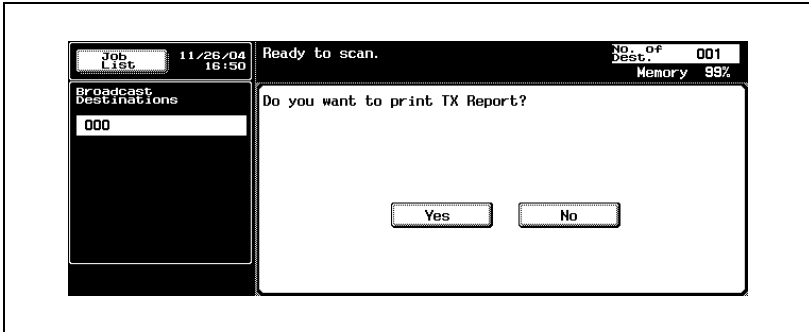 Job
List
11/26/04
16:50
Ready to scan.
No. of
Dest.
001
Memory 99%
Broadcast
Destinations
000
Do you want to print TX Report?
Yes
No